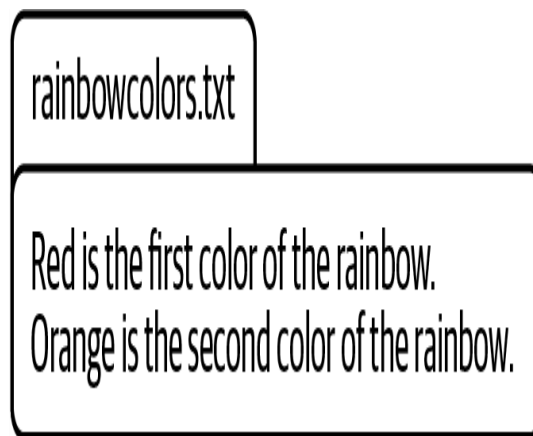 rainbowcolors.txt
Red is the first color of the rainbow.
Orange is the second color of the rainbow.